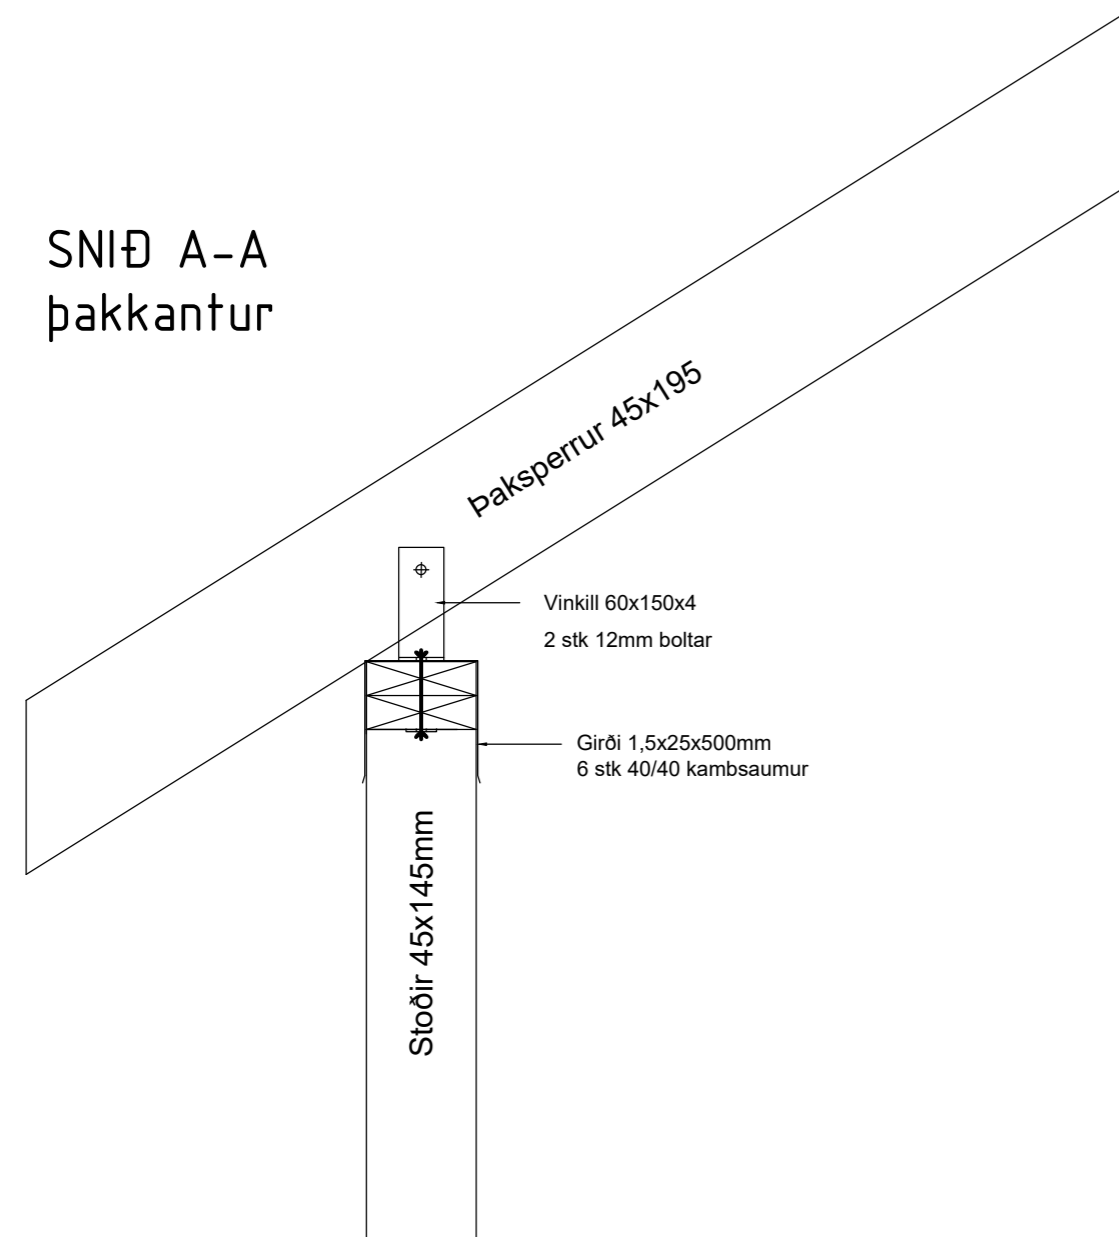 SNIÐ A-A
þakkantur
Þaksperrur 45x195
Vinkill 60x150x4
2 stk 12mm boltar
Girði 1,5x25x500mm
6 stk 40/40 kambsaumur
Stoðir 45x145mm